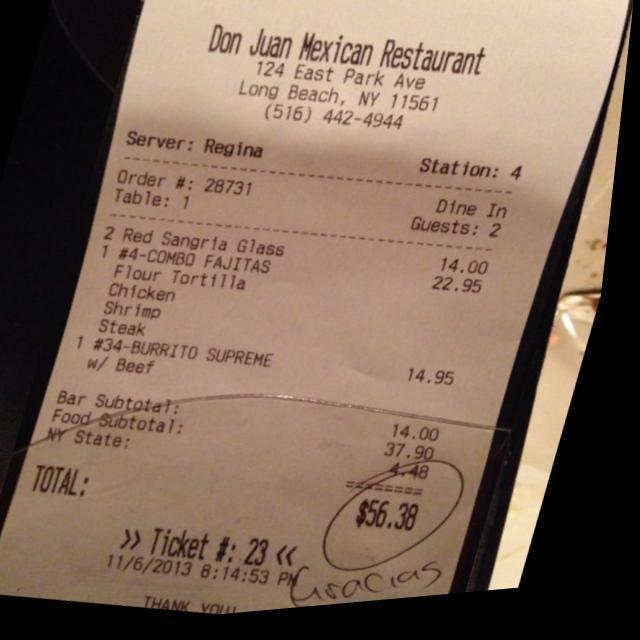 Don Juan Mexican Restaurant
124 East Park Ave
Long Beach, NY 11561
(516) 442-4944
Server: Regina Station: 4
Order #: 28731 Dine In
Table: 1 Guests: 2
2 Red Sangria Glass 14.00
1 #4-COMBO FAJITAS 22.95
Flour Tortilla
Chicken
Shrimp
Steak
1 #34-BURRITO SUPREME 14.95
w/ Beef
Bar Subtotal: 14.00
Food Subtotal: 37.90
NY State: 4.48
TOTAL: $56.38
>> Ticket #: 23 <<
11/6/2013 8:14:53 PM
Gracias
THANK YOU!